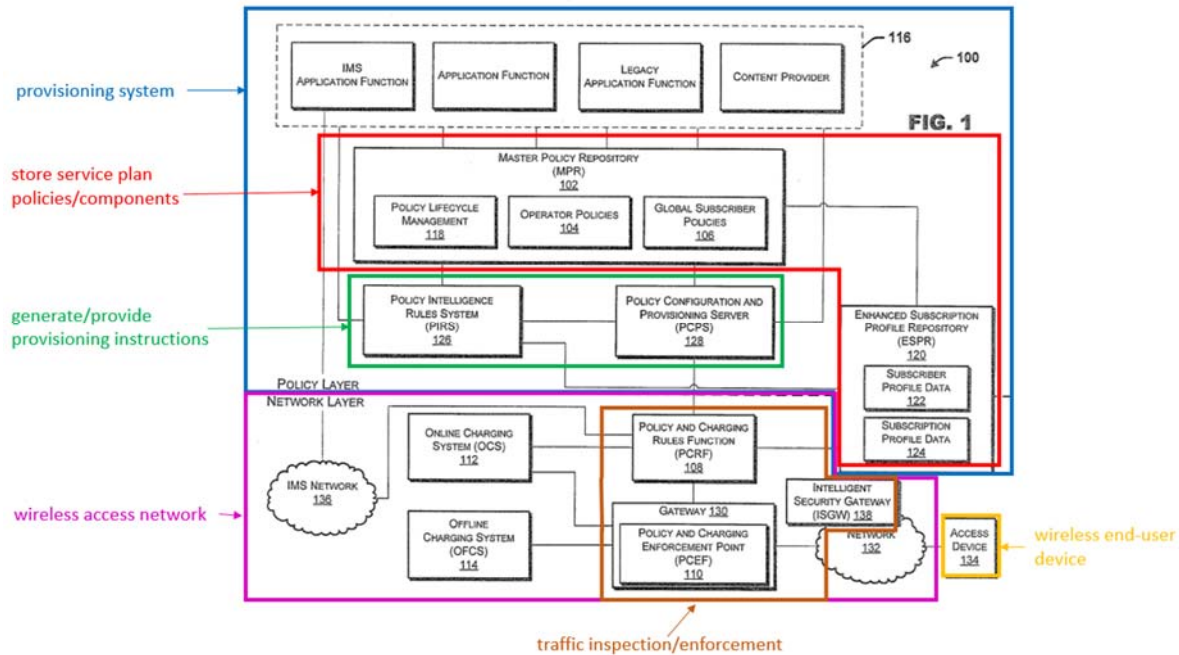 116
100
IMS
APPLICATION FUNCTION
APPLICATION FUNCTION
LEGACY
APPLICATION FUNCTION
CONTENT PROVIDER
provisioning system
FIG. 1
MASTER POLICY REPOSITORY
(MPR)
102
store service plan
policies/components
POLICY LIFECYCLE
MANAGEMENT
118
OPERATOR POLICIES
104
GLOBAL SUBSCRIBER
POLICIES
106
generate/provide
provisioning instructions
POLICY INTELLIGENCE
RULES SYSTEM
(PIRS)
126
POLICY CONFIGURATION AND
PROVISIONING SERVER
(PCPS)
128
ENHANCED SUBSCRIPTION
PROFILE REPOSITORY
(ESPR)
120
SUBSCRIBER
PROFILE DATA
122
SUBSCRIPTION
PROFILE DATA
124
POLICY LAYER
NETWORK LAYER
ONLINE CHARGING
SYSTEM (OCS)
112
POLICY AND CHARGING
RULES FUNCTION
(PCRF)
108
IMS NETWORK
136
wireless access network
OFFLINE
CHARGING SYSTEM
(OFCS)
114
GATEWAY 130
POLICY AND CHARGING
ENFORCEMENT POINT
(PCEF)
110
INTELLIGENT
SECURITY GATEWAY
(ISGW)
138
NETWORK
132
ACCESS
DEVICE
134
wireless end-user
device
traffic inspection/enforcement